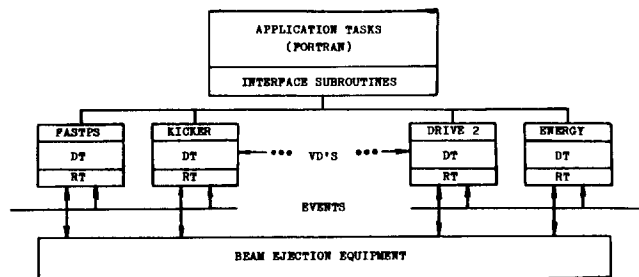 APPLICATION TASKS
(FORTRAN)
INTERFACE SUBROUTINES
FASTPS KICKER DRIVE 2 ENERGY
DT DT ••• VD'S ••• DT DT
RT RT RT RT
EVENTS
BEAM EJECTION EQUIPMENT